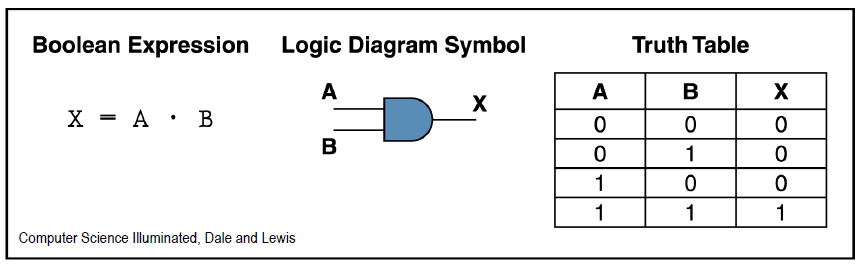 Boolean Expression Logic Diagram Symbol Truth Table
X = A · B
A
B
X
A B X
0 0 0
0 1 0
1 0 0
1 1 1
Computer Science Illuminated, Dale and Lewis